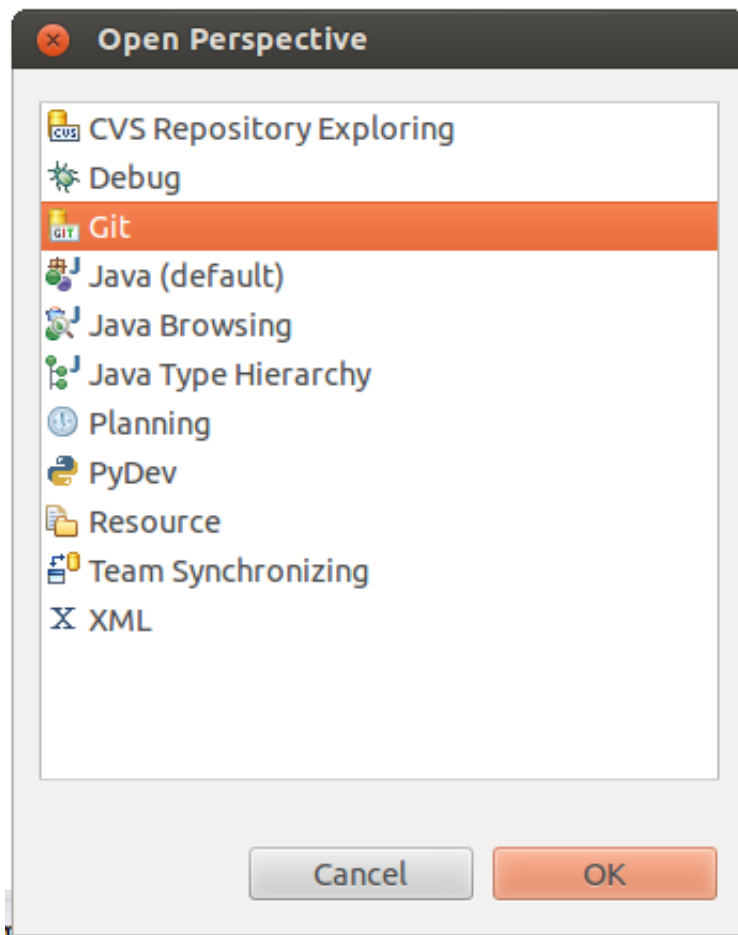 Open Perspective
CVS Repository Exploring
Debug
GIT Git
Java (default)
Java Browsing
Java Type Hierarchy
Planning
PyDev
Resource
Team Synchronizing
X XML
Cancel OK